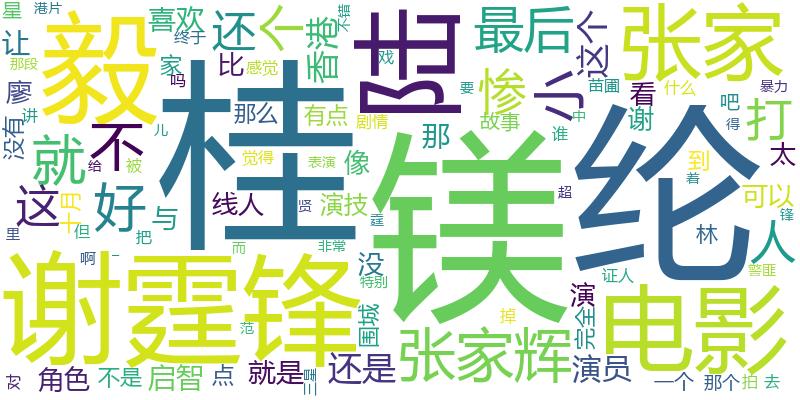 星
港片
喜欢
还
个
香港
不错
最后
这个
张家
让
终于
那段
家
吗
比
感觉
戏
毅
陆
惨
小
看
苗圃
什么
暴力
廖
讲
桂
那么
有点
剧情
要
故事
谁
中
谢
吧
得
打
没有
不
儿
觉得
像
那
镁
纶
到
太
就
给
被
表演
着
这
十月
好
与
线人
贤
演技
霆
超
可以
锋
里
但
把
林
人
啊
一
而
非常
没
特别
演
证人
警匪
谢霆锋
范
围城
掉
完全
电影
对
角色
不是
启智
点
就是
三星
还是
张家辉
演员
一个
那个
拍
去